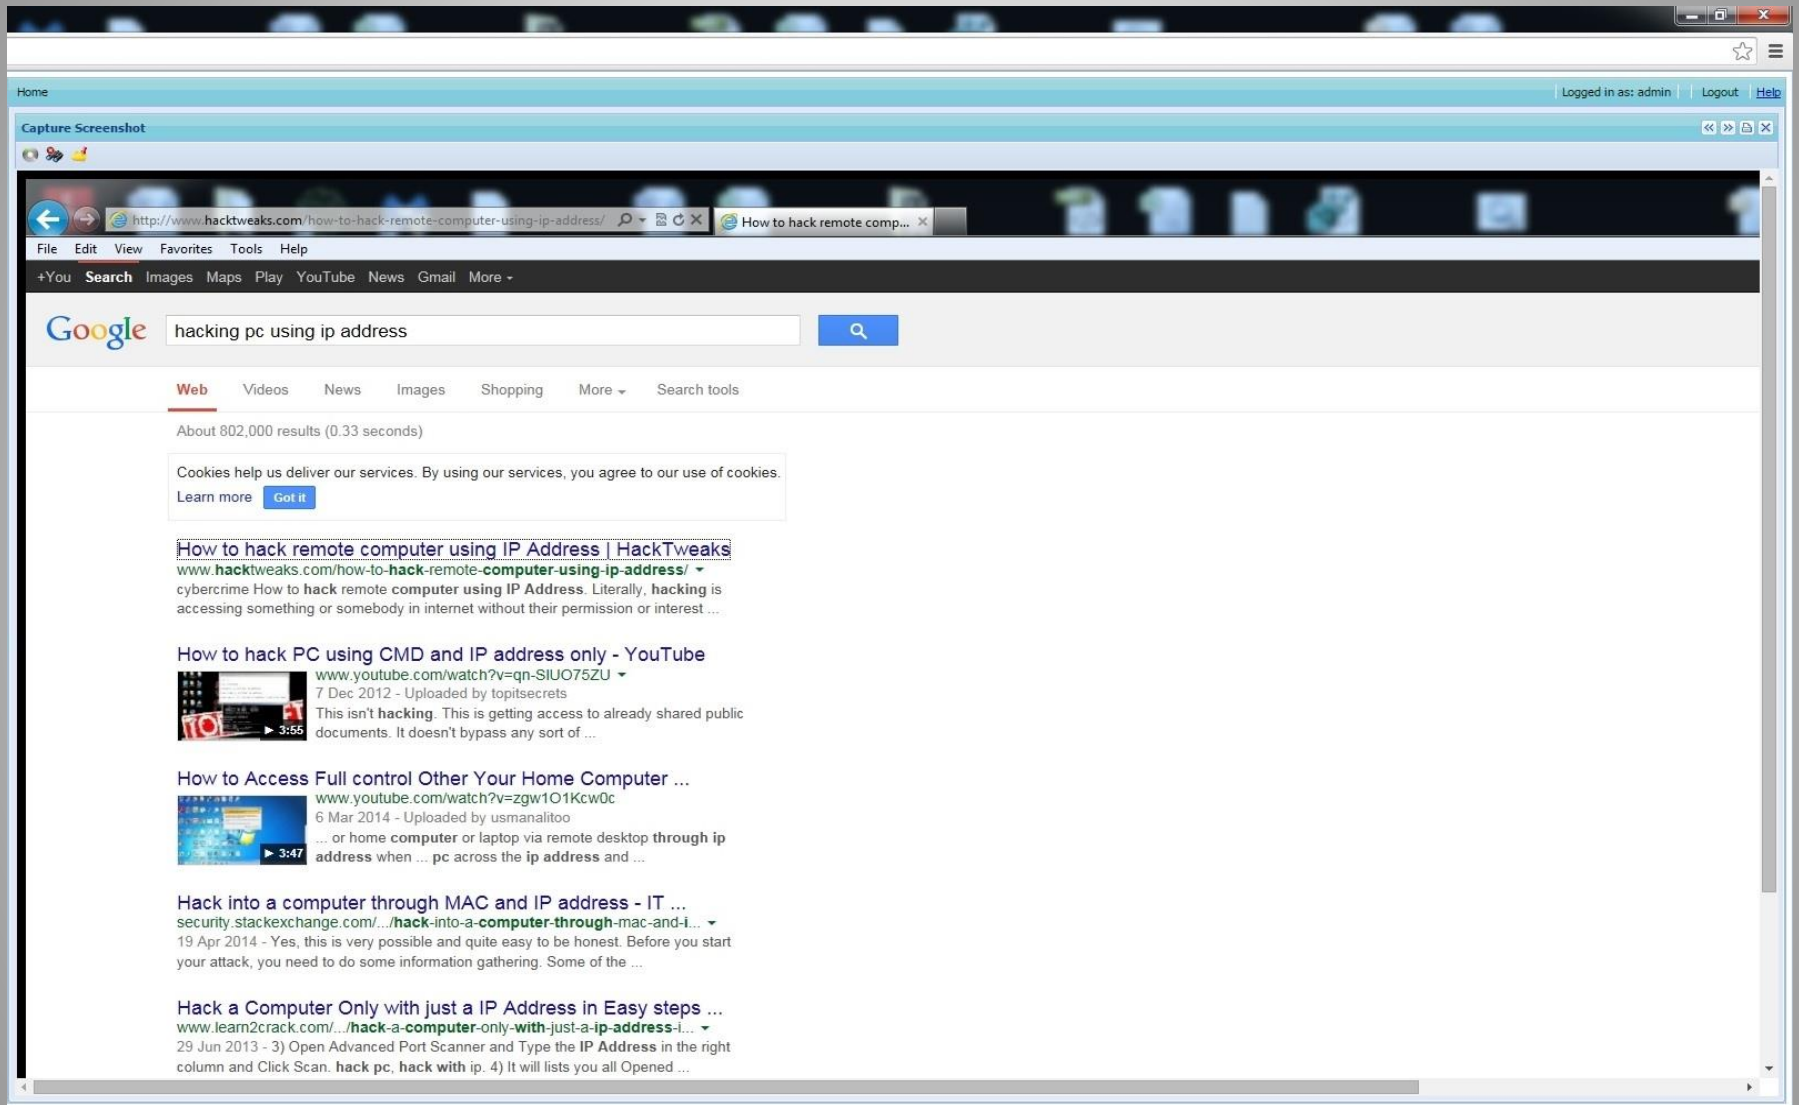 Home
Logged in as: admin
Logout
Help
Capture Screenshot
http://www.hacktweaks.com/how-to-hack-remote-computer-using-ip-address/
How to hack remote comp...
File Edit View Favorites Tools Help
+You Search Images Maps Play YouTube News Gmail More
Google
hacking pc using ip address
Web Videos News Images Shopping More Search tools
About 802,000 results (0.33 seconds)
Cookies help us deliver our services. By using our services, you agree to our use of cookies.
Learn more Got it
How to hack remote computer using IP Address | HackTweaks
www.hacktweaks.com/how-to-hack-remote-computer-using-ip-address/
cybercrime How to hack remote computer using IP Address. Literally, hacking is
accessing something or somebody in internet without their permission or interest ...
How to hack PC using CMD and IP address only - YouTube
www.youtube.com/watch?v=qn-SIUO75ZU
7 Dec 2012 - Uploaded by topitsecrets
This isn't hacking. This is getting access to already shared public
documents. It doesn't bypass any sort of ...
3:55
How to Access Full control Other Your Home Computer ...
www.youtube.com/watch?v=zgw1O1Kcw0c
6 Mar 2014 - Uploaded by usmanalitoo
... or home computer or laptop via remote desktop through ip
address when ... pc across the ip address and ...
3:47
Hack into a computer through MAC and IP address - IT ...
security.stackexchange.com/.../hack-into-a-computer-through-mac-and-i...
19 Apr 2014 - Yes, this is very possible and quite easy to be honest. Before you start
your attack, you need to do some information gathering. Some of the ...
Hack a Computer Only with just a IP Address in Easy steps ...
www.learn2crack.com/.../hack-a-computer-only-with-just-a-ip-address-i...
29 Jun 2013 - 3) Open Advanced Port Scanner and Type the IP Address in the right
column and Click Scan. hack pc, hack with ip. 4) It will lists you all Opened ...